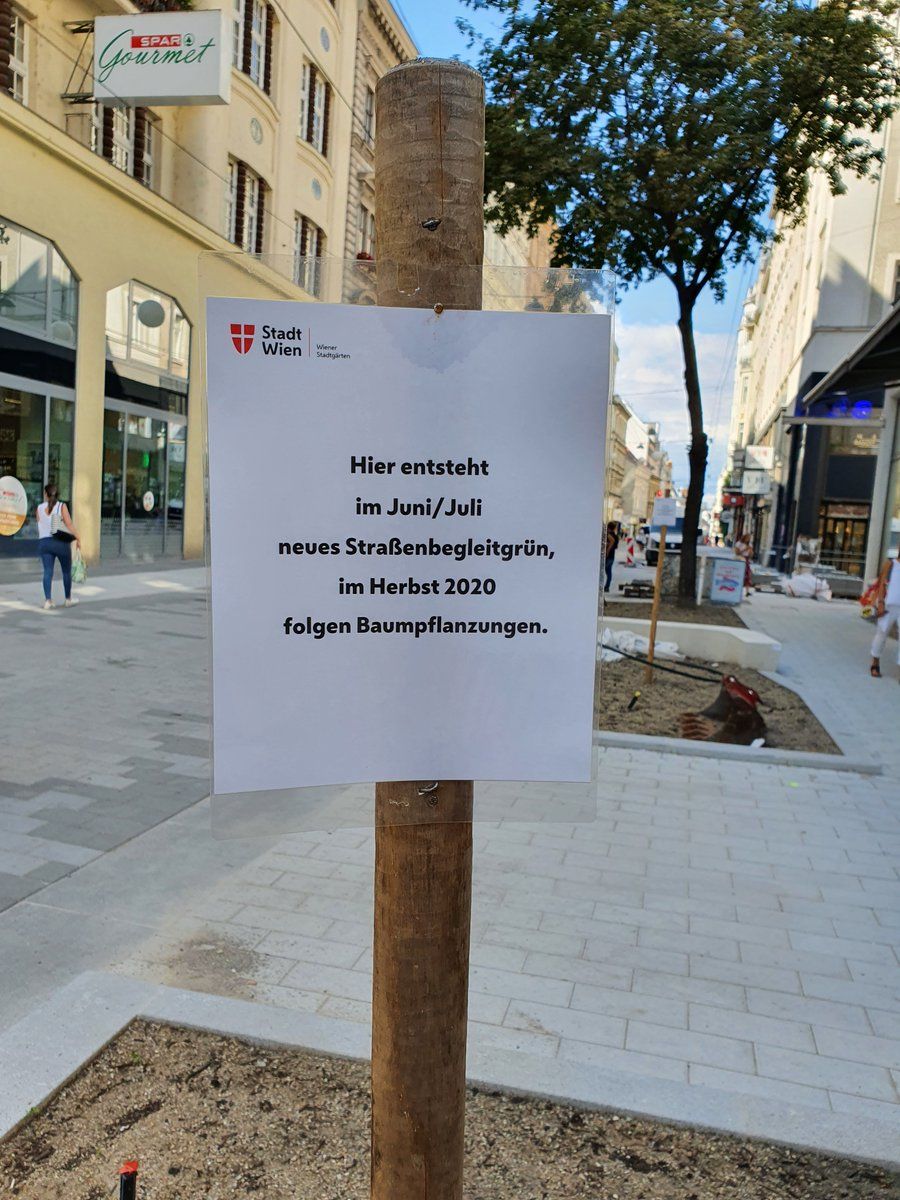 SPAR
Gourmet
Stadt
Wien
Wiener
Stadtgärten
Hier entsteht
im Juni/Juli
neues Straßenbegleitgrün,
im Herbst 2020
folgen Baumpflanzungen.